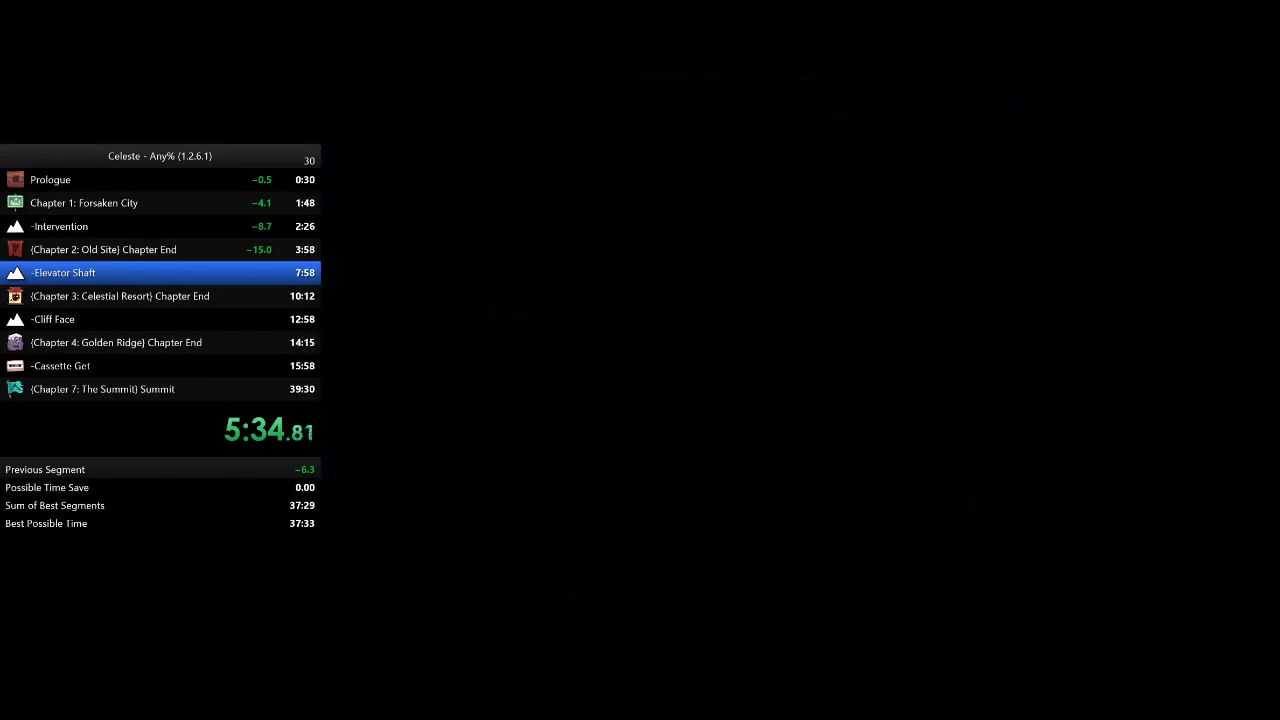 Celeste - Any% (1.2.6.1)
30
Prologue −0.5 0:30
Chapter 1: Forsaken City −4.1 1:48
-Intervention −8.7 2:26
{Chapter 2: Old Site} Chapter End −15.0 3:58
-Elevator Shaft 7:58
{Chapter 3: Celestial Resort} Chapter End 10:12
-Cliff Face 12:58
{Chapter 4: Golden Ridge} Chapter End 14:15
-Cassette Get 15:58
{Chapter 7: The Summit} Summit 39:30
5:34.81
Previous Segment −6.3
Possible Time Save 0.00
Sum of Best Segments 37:29
Best Possible Time 37:33